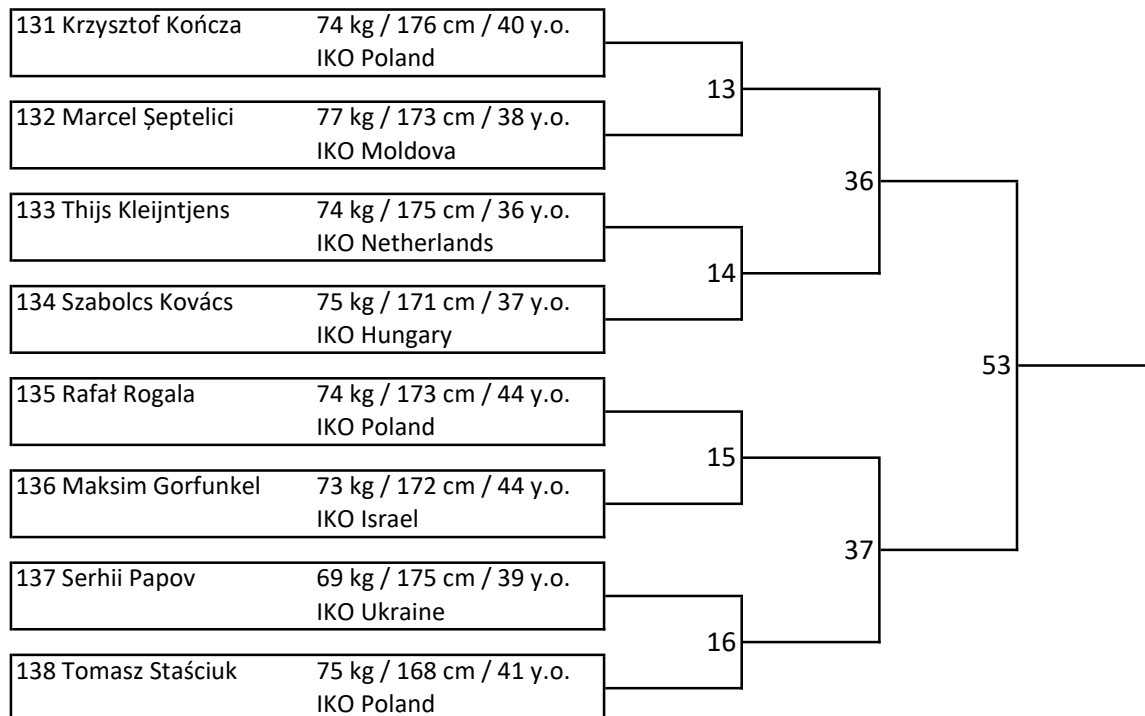 131 Krzysztof Kończa 74 kg / 176 cm / 40 y.o.
IKO Poland
13
132 Marcel Șeptelici 77 kg / 173 cm / 38 y.o.
IKO Moldova
36
133 Thijs Kleijntjens 74 kg / 175 cm / 36 y.o.
IKO Netherlands
14
134 Szabolcs Kovács 75 kg / 171 cm / 37 y.o.
IKO Hungary
53
135 Rafał Rogala 74 kg / 173 cm / 44 y.o.
IKO Poland
15
136 Maksim Gorfunkel 73 kg / 172 cm / 44 y.o.
IKO Israel
37
137 Serhii Papov 69 kg / 175 cm / 39 y.o.
IKO Ukraine
16
138 Tomasz Staściuk 75 kg / 168 cm / 41 y.o.
IKO Poland